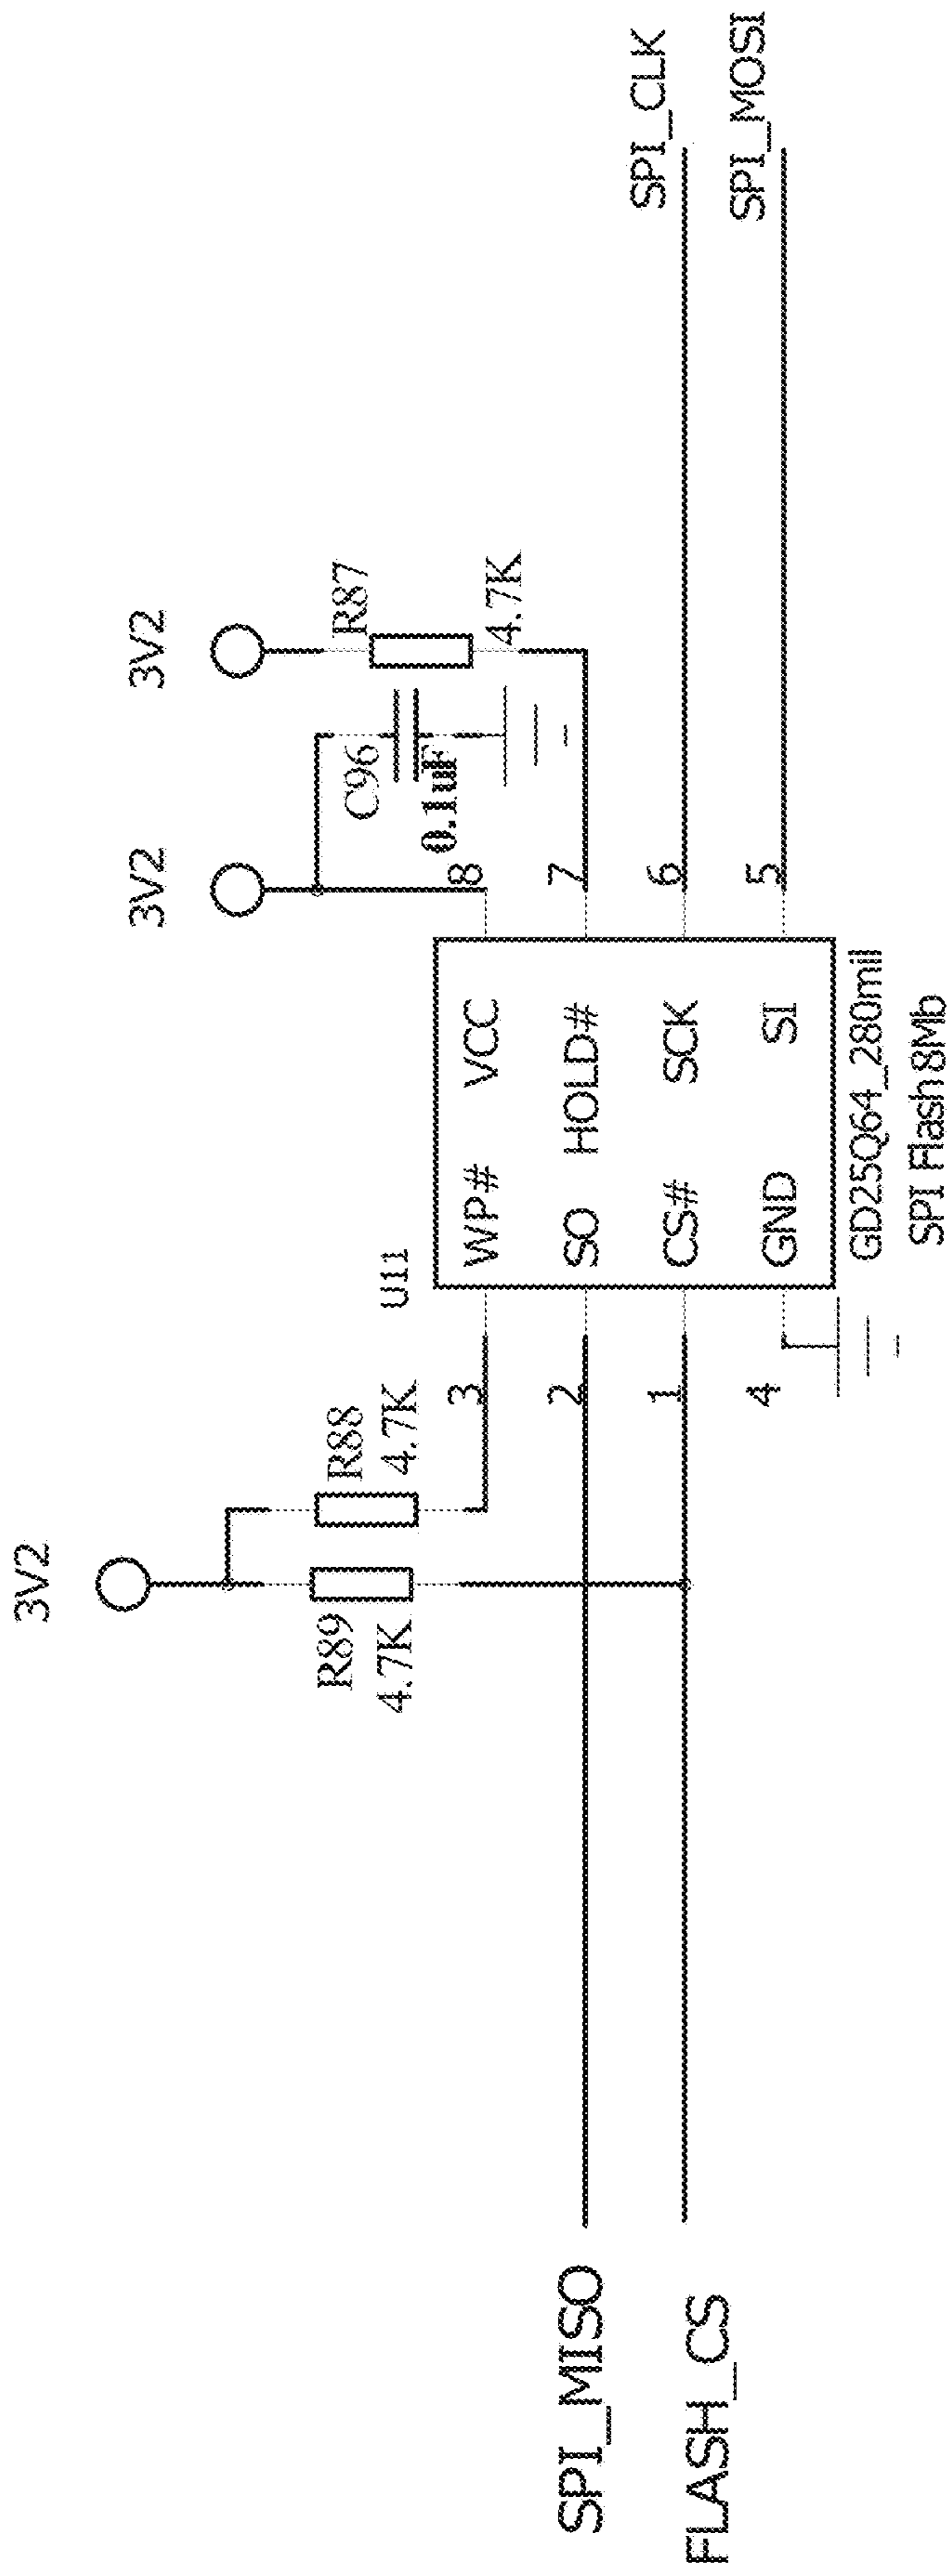 3V2
3V2
3V2
R89
4.7K
R88
4.7K
C96
0.1uF
R87
4.7K
U11
3
WP#
VCC
8
2
SO
HOLD#
7
1
CS#
SCK
6
4
GND
SI
5
SPI_MISO
FLASH_CS
SPI_CLK
SPI_MOSI
GD25Q64_280mil
SPI Flash 8Mb